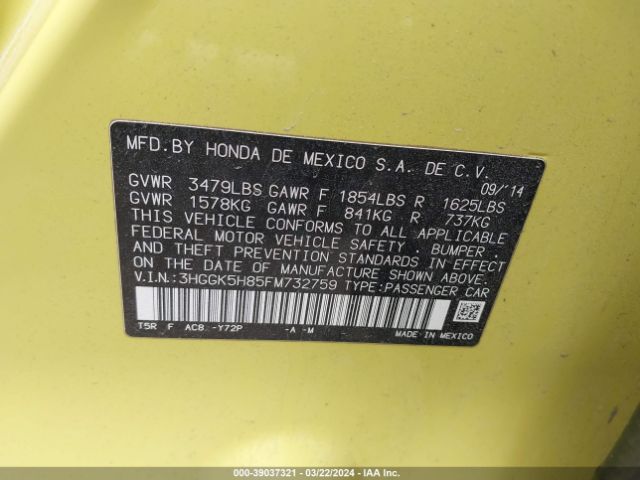 MFD.BY HONDA DE MEXICO S.A. DE C.V.
09/'14
GVWR 3479LBS GAWR F 1854LBS R 1625LBS
GVWR 1578KG GAWR F 841KG R 737KG
THIS VEHICLE CONFORMS TO ALL APPLICABLE
FEDERAL MOTOR VEHICLE SAFETY, BUMPER,
AND THEFT PREVENTION STANDARDS IN EFFECT
ON THE DATE OF MANUFACTURE SHOWN ABOVE.
V.I.N.:3HGGK5H85FM732759 TYPE:PASSENGER CAR
T5R F AC8 -Y72P -A -M
MADE IN MEXICO
000-39037321 - 03/22/2024 - IAA Inc.